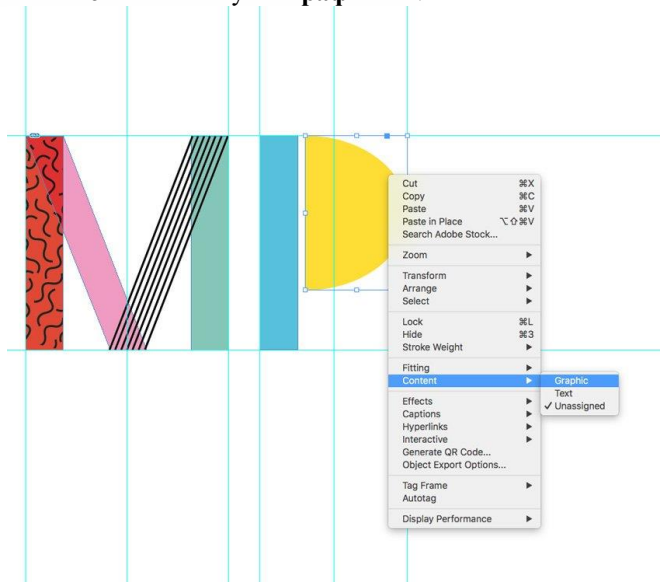 Cut ⌘X
Copy ⌘C
Paste ⌘V
Paste in Place ⌥⇧⌘V
Search Adobe Stock...
Zoom
Transform
Arrange
Select
Lock ⌘L
Hide ⌘3
Stroke Weight
Fitting
Content
Graphic
Text
✓ Unassigned
Effects
Captions
Hyperlinks
Interactive
Generate QR Code...
Object Export Options...
Tag Frame
Autotag
Display Performance